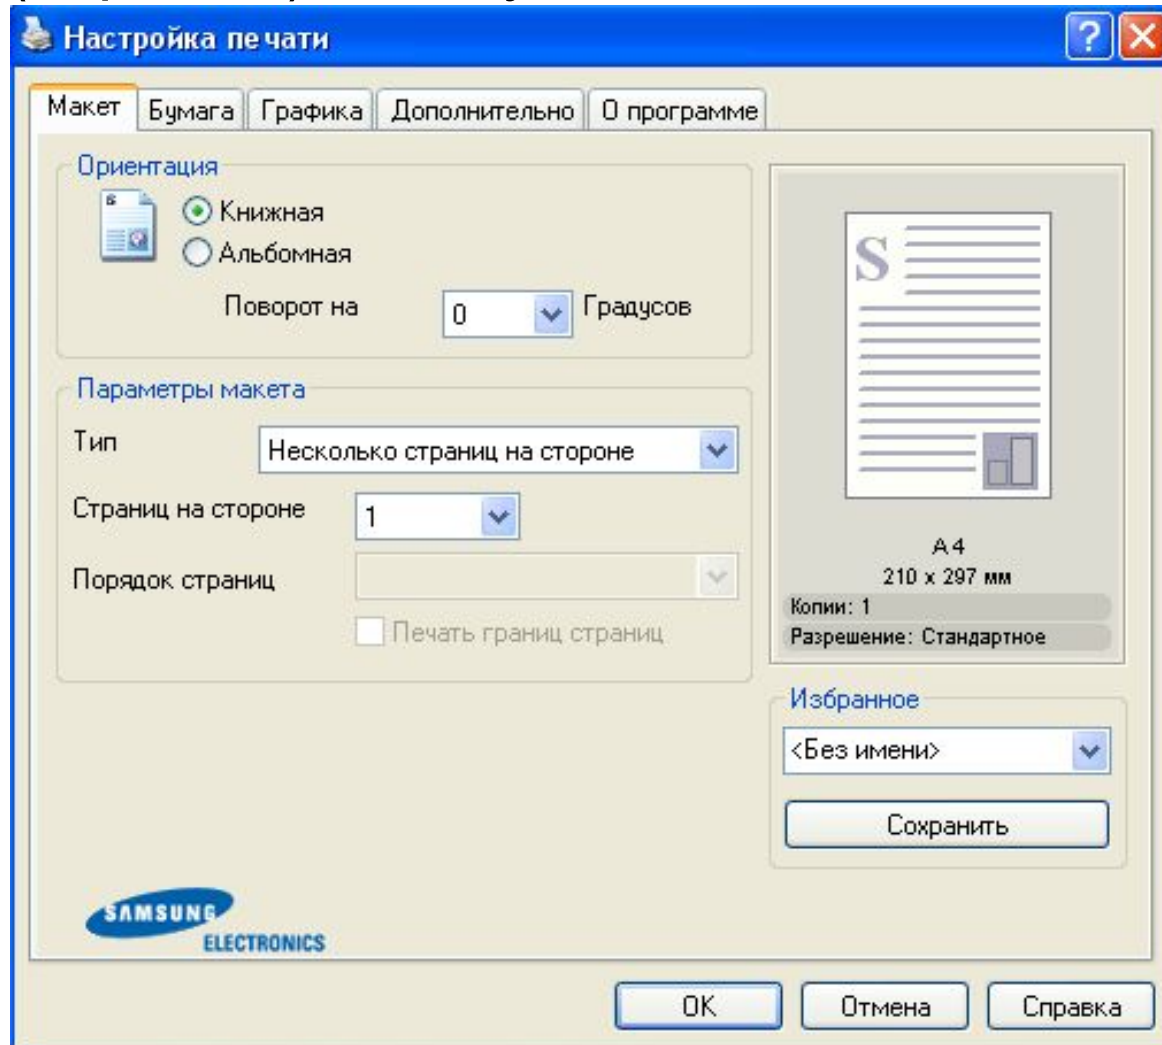 Настройка печати
Макет Бумага Графика Дополнительно О программе
Ориентация
Книжная
Альбомная
Поворот на 0 Градусов
Параметры макета
Тип Несколько страниц на стороне
Страниц на стороне 1
Порядок страниц
Печать границ страниц
S
A4
210 x 297 мм
Копии: 1
Разрешение: Стандартное
Избранное
<Без имени>
Сохранить
SAMSUNG
ELECTRONICS
OK Отмена Справка